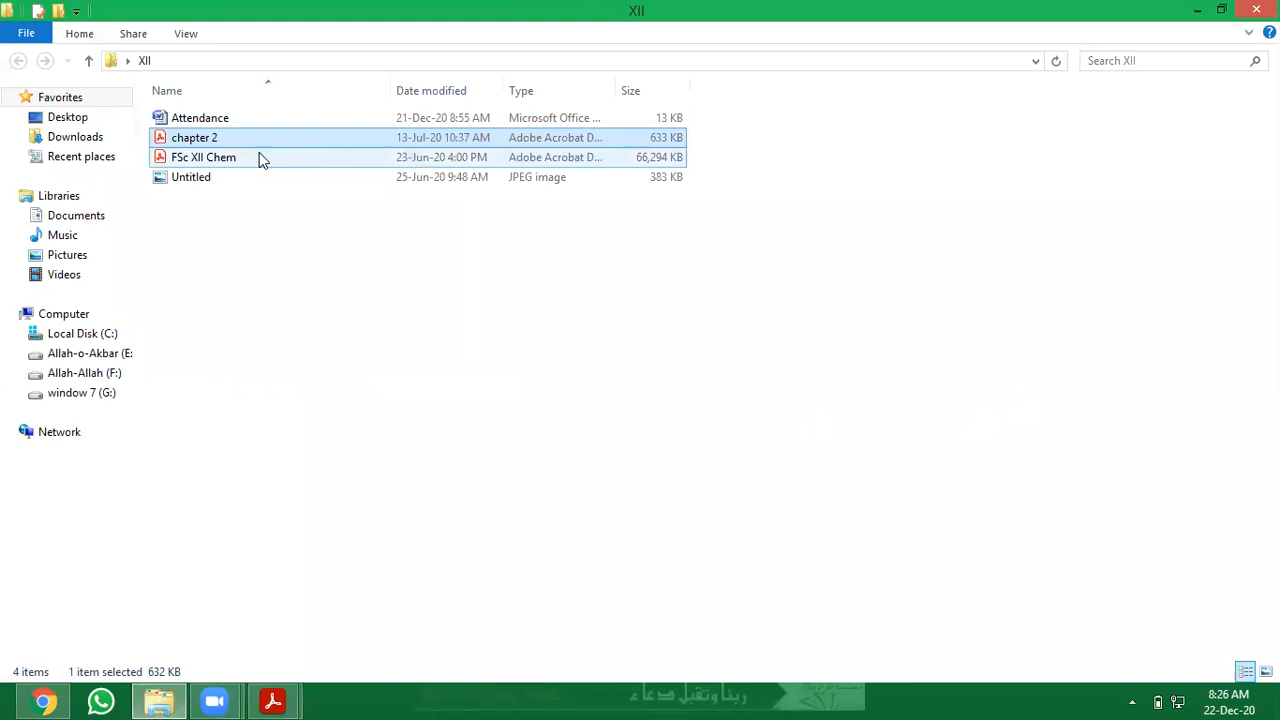 XII
File
Home
Share
View
XII
Search XII
Name
Date modified
Type
Size
Favorites
Desktop
Downloads
Recent places
Libraries
Documents
Music
Pictures
Videos
Computer
Local Disk (C:)
Allah-o-Akbar (E:
Allah-Allah (F:)
window 7 (G:)
Network
Attendance 21-Dec-20 8:55 AM Microsoft Office ... 13 KB
chapter 2 13-Jul-20 10:37 AM Adobe Acrobat D... 633 KB
FSc XII Chem 23-Jun-20 4:00 PM Adobe Acrobat D... 66,294 KB
Untitled 25-Jun-20 9:48 AM JPEG image 383 KB
4 items 1 item selected 632 KB
ربنا وتقبل دعاء
8:26 AM
22-Dec-20